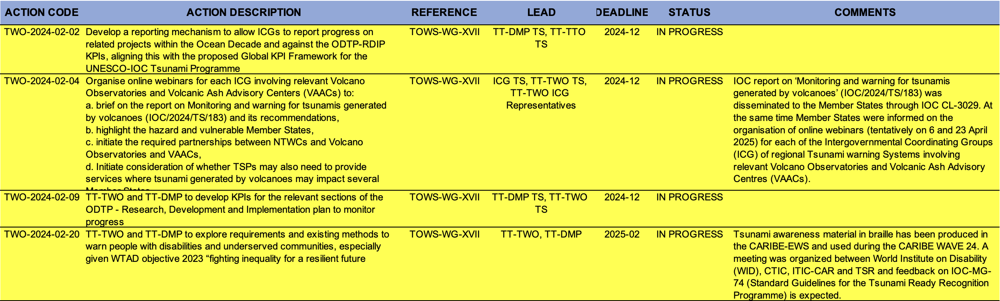 ACTION CODE ACTION DESCRIPTION REFERENCE LEAD DEADLINE STATUS COMMENTS
TWO-2024-02-02
Develop a reporting mechanism to allow ICGs to report progress on
related projects within the Ocean Decade and against the ODTP-RDIP
KPIs, aligning this with the proposed Global KPI Framework for the
UNESCO-IOC Tsunami Programme
TOWS-WG-XVII
TT-DMP TS, TT-TTO
TS
2024-12
IN PROGRESS
TWO-2024-02-04
Organise online webinars for each ICG involving relevant Volcano
Observatories and Volcanic Ash Advisory Centers (VAACs) to:
a. brief on the report on Monitoring and warning for tsunamis generated
by volcanoes (IOC/2024/TS/183) and its recommendations,
b. highlight the hazard and vulnerable Member States,
c. initiate the required partnerships between NTWCs and Volcano
Observatories and VAACs,
d. Initiate consideration of whether TSPs may also need to provide
services where tsunami generated by volcanoes may impact several
Member States
TOWS-WG-XVII
ICG TS, TT-TWO TS,
TT-TWO ICG
Representatives
2024-12
IN PROGRESS
IOC report on ‘Monitoring and warning for tsunamis
generated by volcanoes’ (IOC/2024/TS/183) was
disseminated to the Member States through IOC CL-3029. At
the same time Member States were informed on the
organisation of online webinars (tentatively on 6 and 23 April
2025) for each of the Intergovernmental Coordinating Groups
(ICG) of regional Tsunami warning Systems involving
relevant Volcano Observatories and Volcanic Ash Advisory
Centres (VAACs).
TWO-2024-02-09
TT-TWO and TT-DMP to develop KPIs for the relevant sections of the
ODTP - Research, Development and Implementation plan to monitor
progress
TOWS-WG-XVII
TT-DMP TS, TT-TWO
TS
2024-12
IN PROGRESS
TWO-2024-02-20
TT-TWO and TT-DMP to explore requirements and existing methods to
warn people with disabilities and underserved communities, especially
given WTAD objective 2023 “fighting inequality for a resilient future
TOWS-WG-XVII
TT-TWO, TT-DMP
2025-02
IN PROGRESS
Tsunami awareness material in braille has been produced in
the CARIBE-EWS and used during the CARIBE WAVE 24. A
meeting was organized between World Institute on Disability
(WID), CTIC, ITIC-CAR and TSR and feedback on IOC-MG-
74 (Standard Guidelines for the Tsunami Ready Recognition
Programme) is expected.